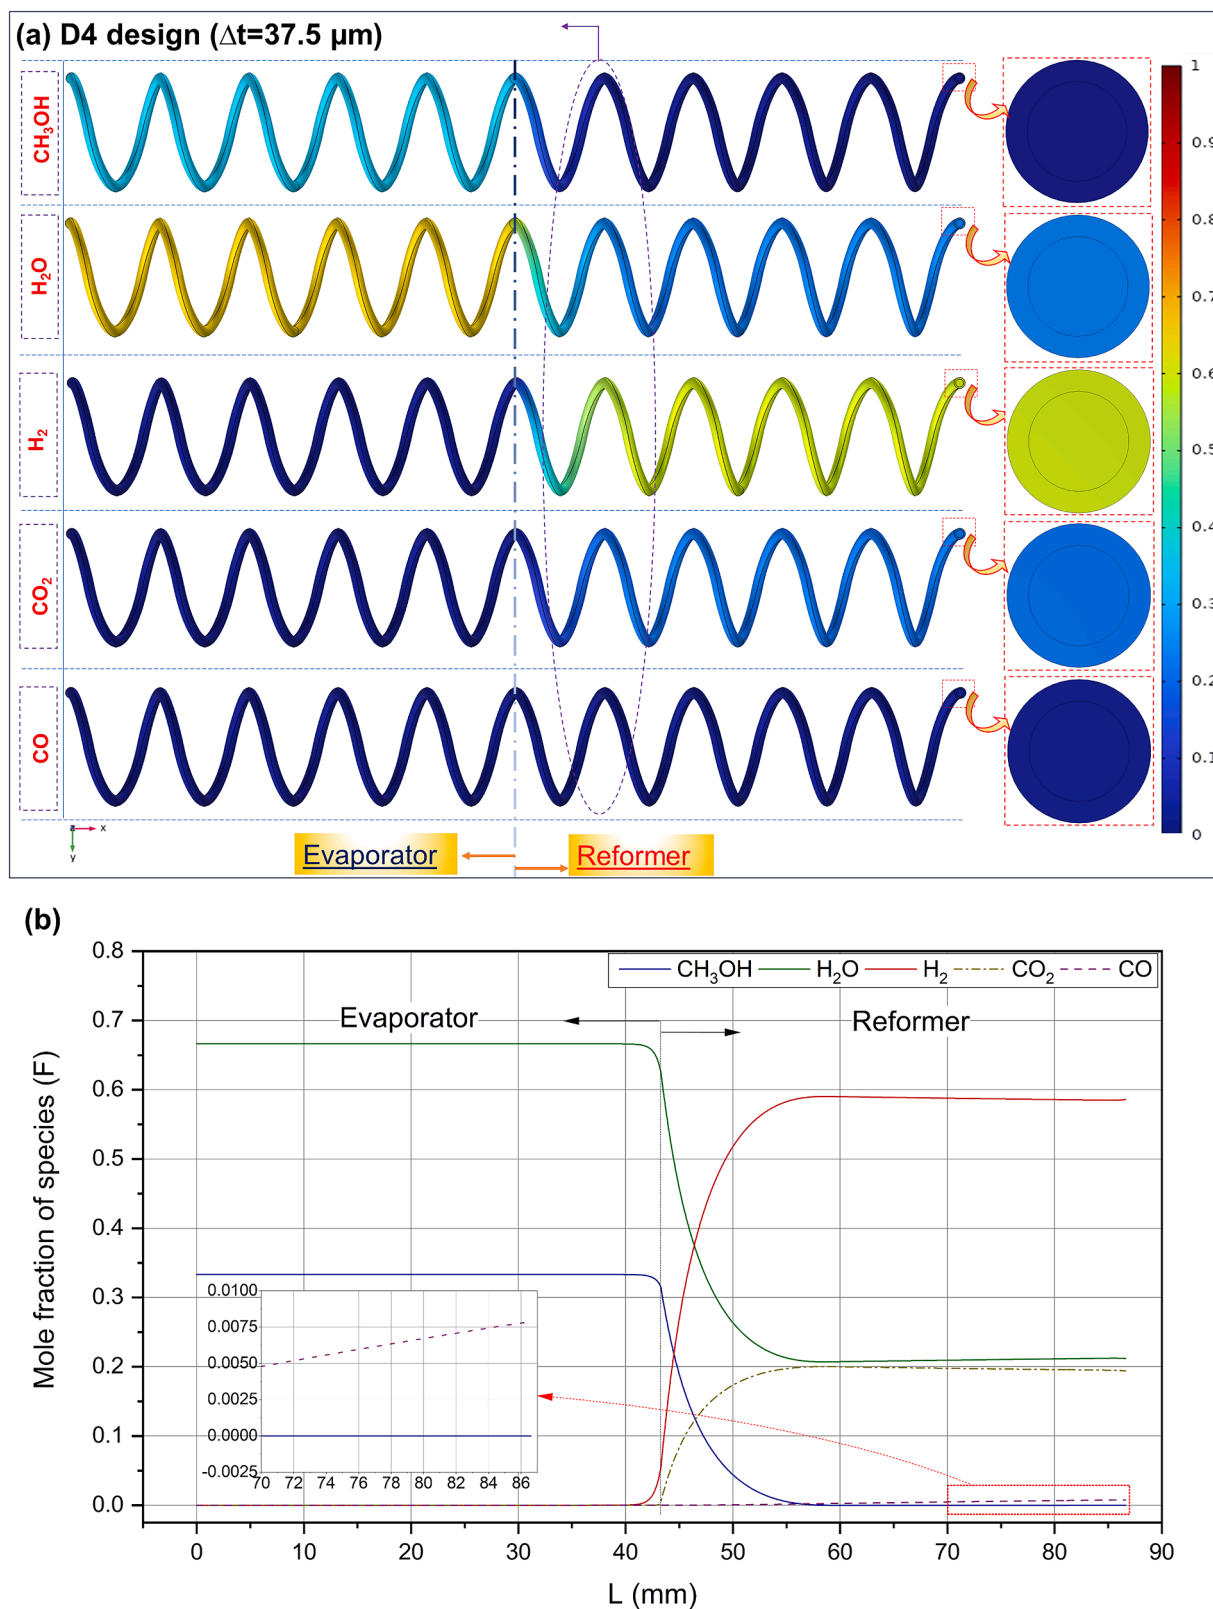 (a) D4 design (Δt=37.5 µm)
CH₃OH
H₂O
H₂
CO₂
CO
1
0.9
0.8
0.7
0.6
0.5
0.4
0.3
0.2
0.1
0
z
x
y
Evaporator
Reformer
(b)
CH₃OH
H₂O
H₂
CO₂
CO
Evaporator
Reformer
Mole fraction of species (F)
0.8
0.7
0.6
0.5
0.4
0.3
0.2
0.1
0.0
0.0100
0.0075
0.0050
0.0025
0.0000
-0.0025
70 72 74 76 78 80 82 84 86
0 10 20 30 40 50 60 70 80 90
L (mm)